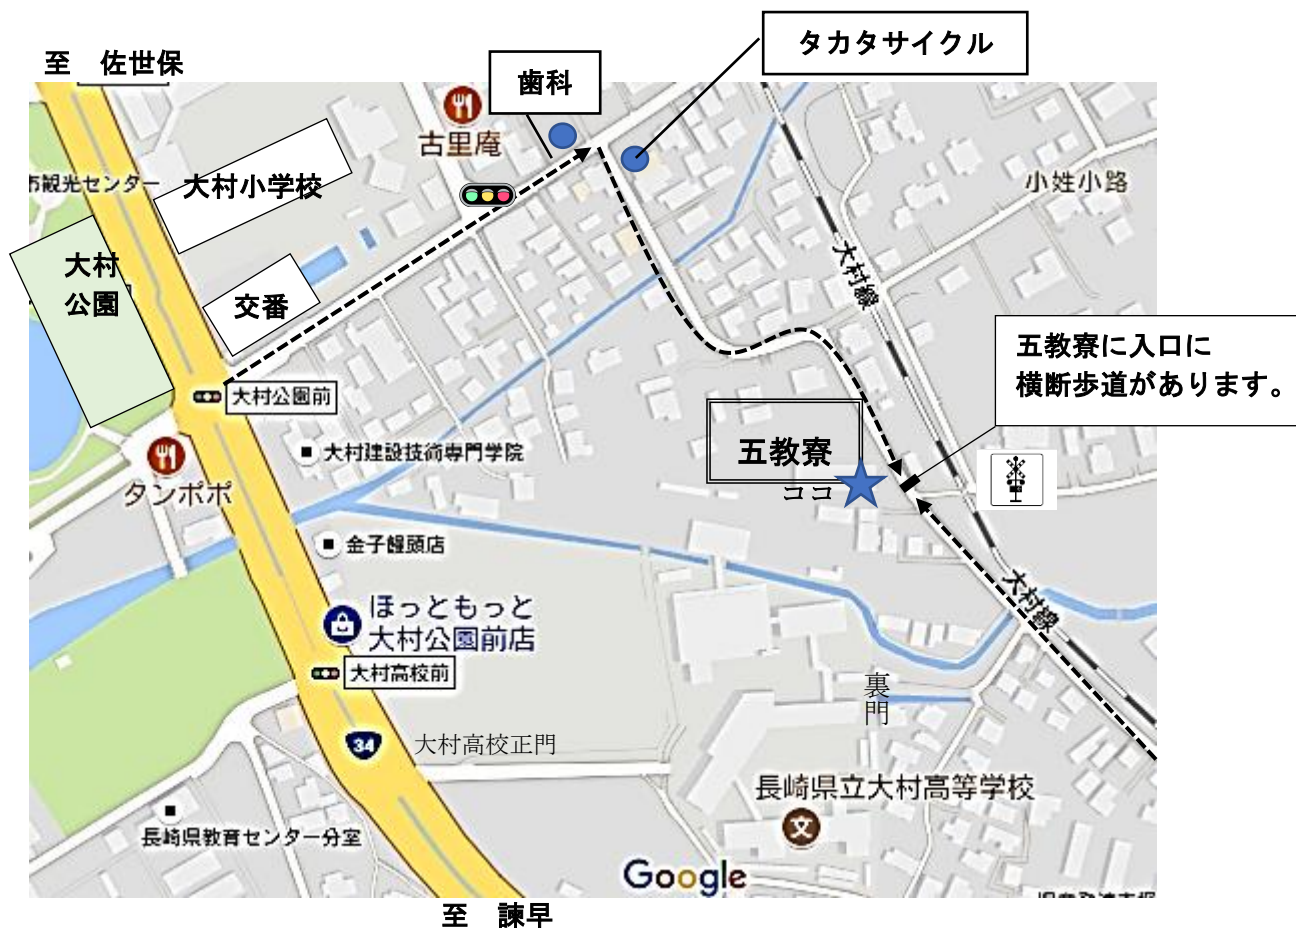 至　佐世保
タカタサイクル
歯科
古里庵
市観光センター
大村小学校
小姓小路
大村
公園
交番
大村線
五教寮に入口に
横断歩道があります。
大村公園前
五教寮
ココ
大村建設技術専門学院
タンポポ
金子饅頭店
ほっともっと
大村公園前店
大村線
大村高校前
裏門
34
大村高校正門
長崎県立大村高等学校
文
長崎県教育センター分室
Google
至　諫早